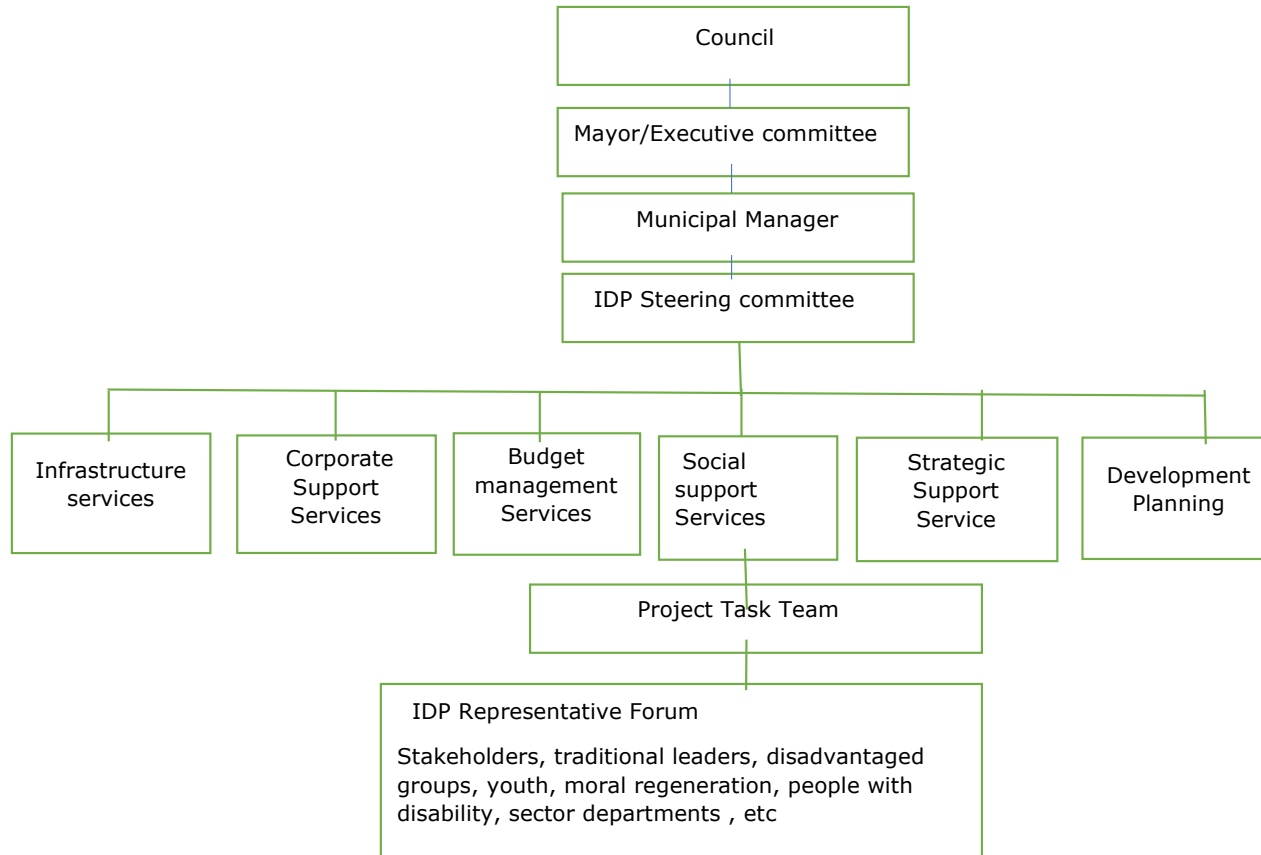 Council
Mayor/Executive committee
Municipal Manager
IDP Steering committee
Infrastructure
services
Corporate
Support
Services
Budget
management
Services
Social
support
Services
Strategic
Support
Service
Development
Planning
Project Task Team
IDP Representative Forum
Stakeholders, traditional leaders, disadvantaged
groups, youth, moral regeneration, people with
disability, sector departments , etc